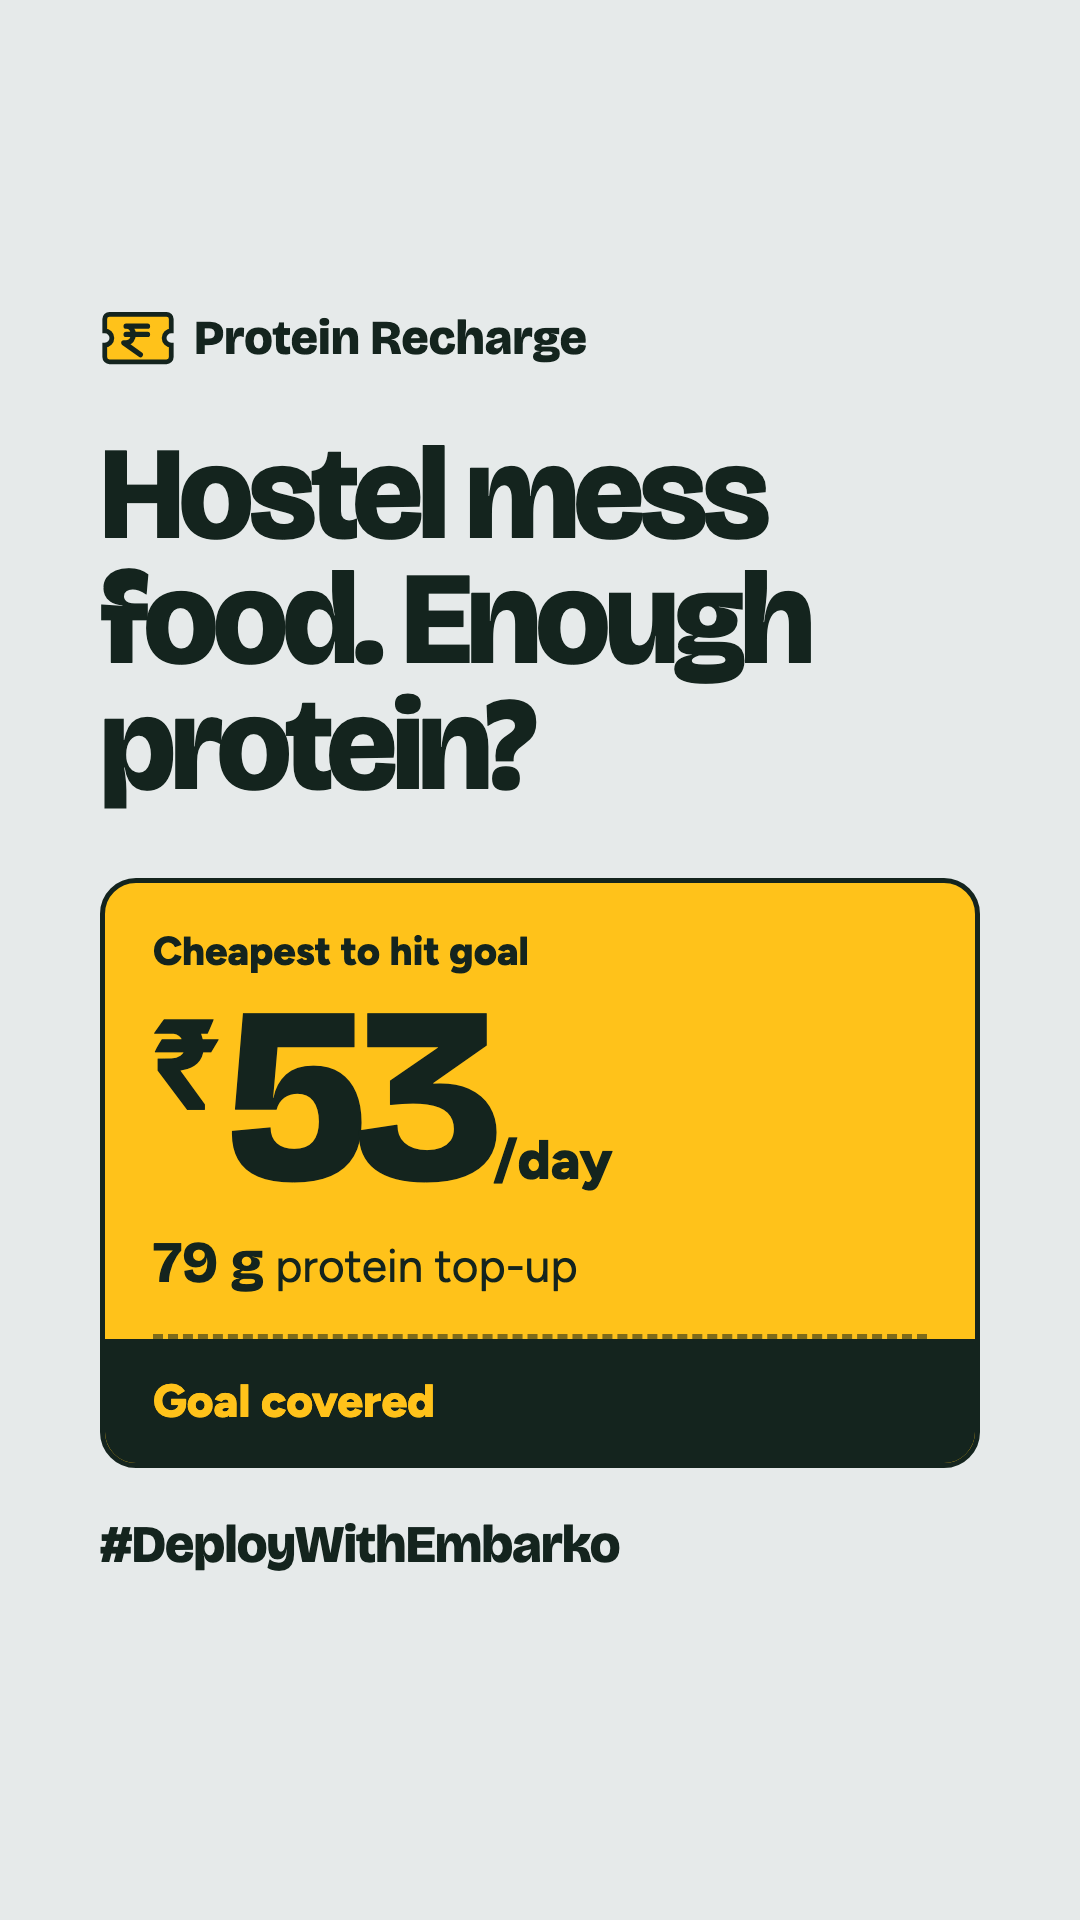 ₹ Protein Recharge
Hostel mess
food. Enough
protein?
Cheapest to hit goal
₹53/day
79 g protein top-up
Goal covered
#DeployWithEmbarko